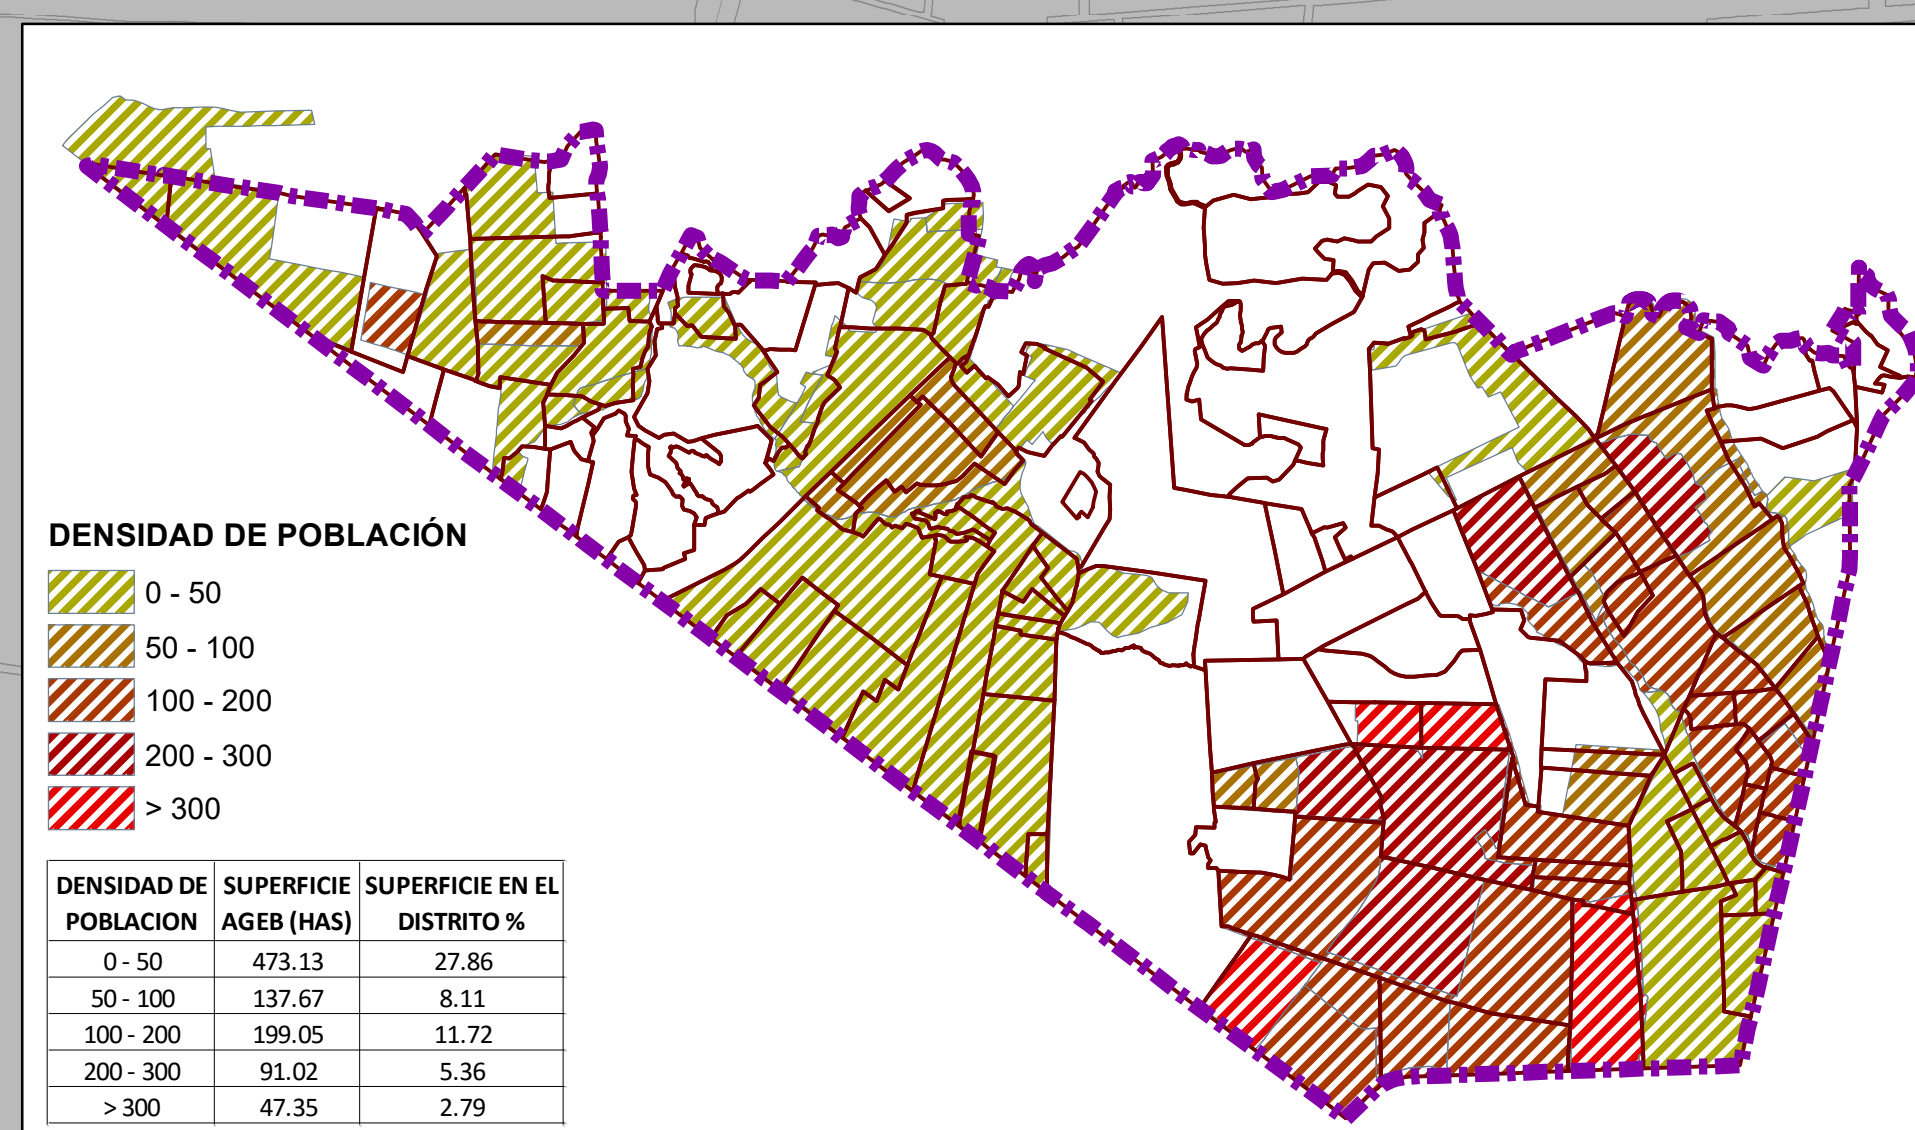 DENSIDAD DE POBLACIÓN
0 - 50
50 - 100
100 - 200
200 - 300
> 300
DENSIDAD DE POBLACION SUPERFICIE AGEB (HAS) SUPERFICIE EN EL DISTRITO %
0 - 50 473.13 27.86
50 - 100 137.67 8.11
100 - 200 199.05 11.72
200 - 300 91.02 5.36
> 300 47.35 2.79